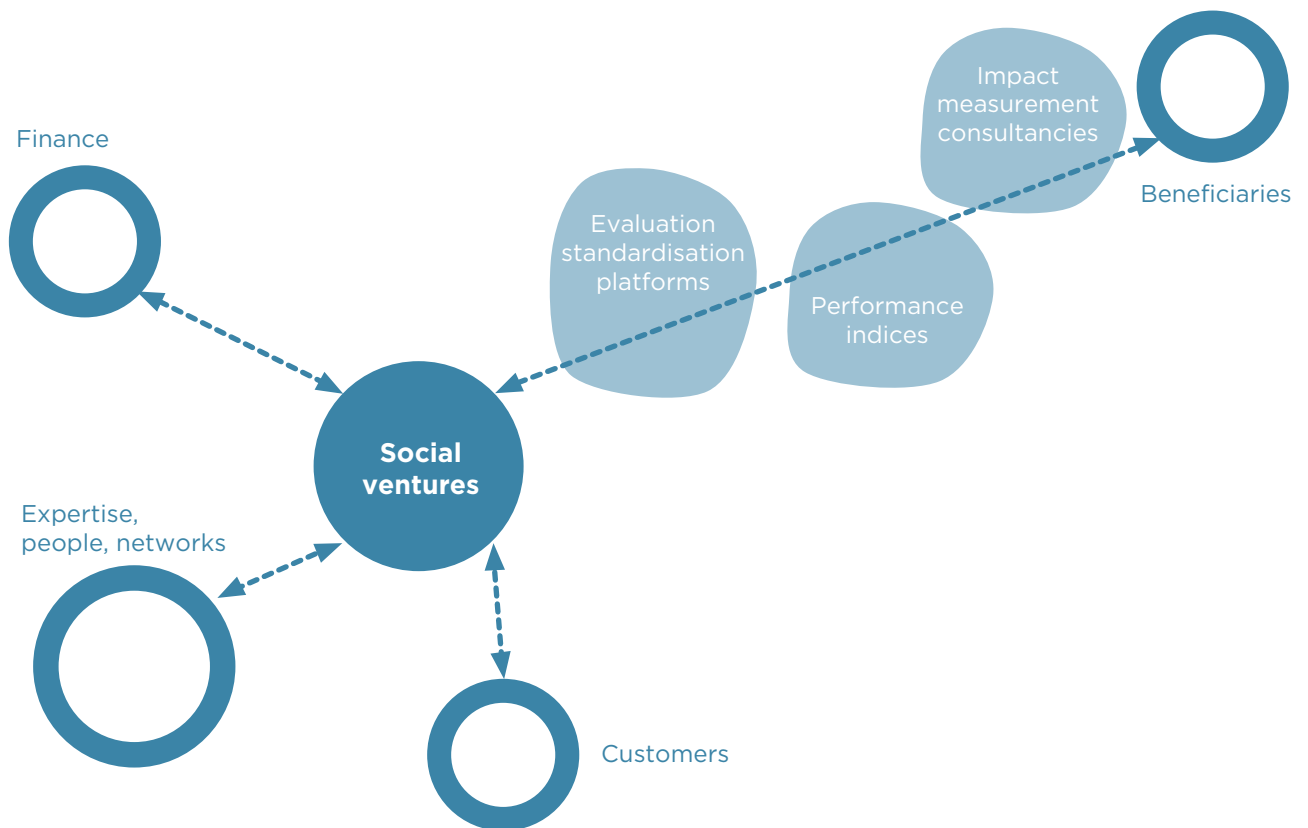 Impact
measurement
consultancies
Finance
Beneficiaries
Evaluation
standardisation
platforms
Performance
indices
Social
ventures
Expertise,
people, networks
Customers